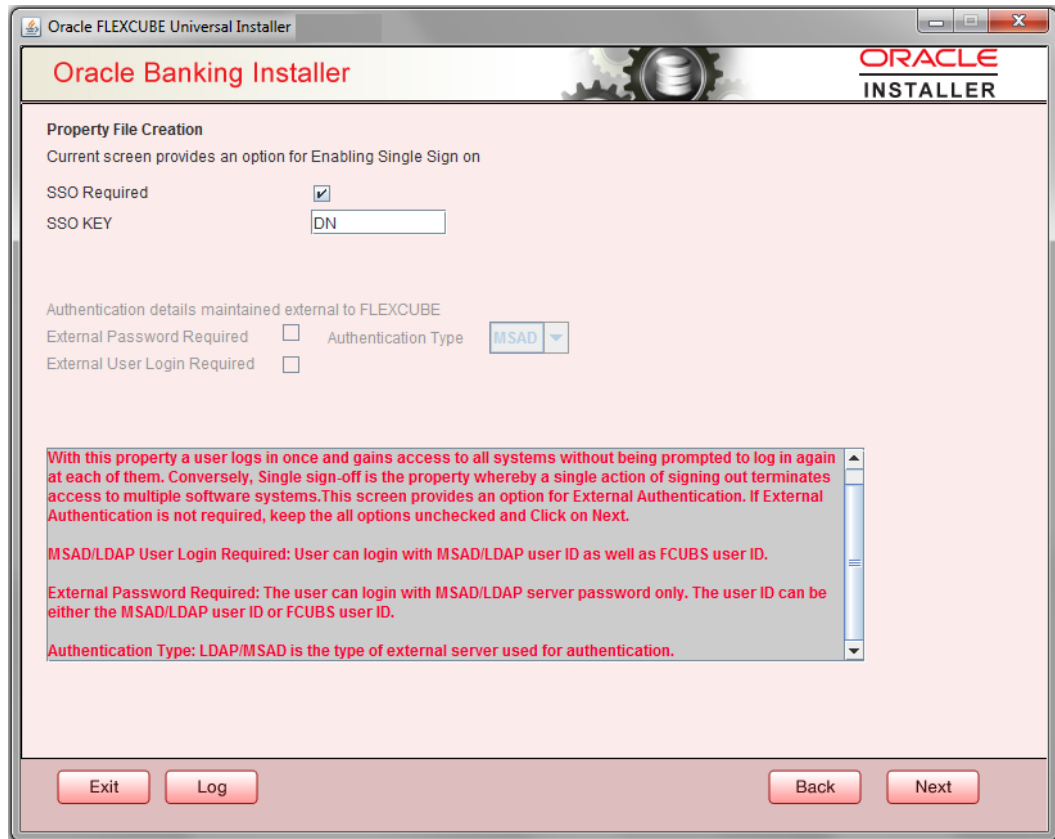 Oracle FLEXCUBE Universal Installer
Oracle Banking Installer
ORACLE
INSTALLER
Property File Creation
Current screen provides an option for Enabling Single Sign on
SSO Required
SSO KEY DN
Authentication details maintained external to FLEXCUBE
External Password Required Authentication Type MSAD
External User Login Required
With this property a user logs in once and gains access to all systems without being prompted to log in again
at each of them. Conversely, Single sign-off is the property whereby a single action of signing out terminates
access to multiple software systems.This screen provides an option for External Authentication. If External
Authentication is not required, keep the all options unchecked and Click on Next.
MSAD/LDAP User Login Required: User can login with MSAD/LDAP user ID as well as FCUBS user ID.
External Password Required: The user can login with MSAD/LDAP server password only. The user ID can be
either the MSAD/LDAP user ID or FCUBS user ID.
Authentication Type: LDAP/MSAD is the type of external server used for authentication.
Exit Log Back Next